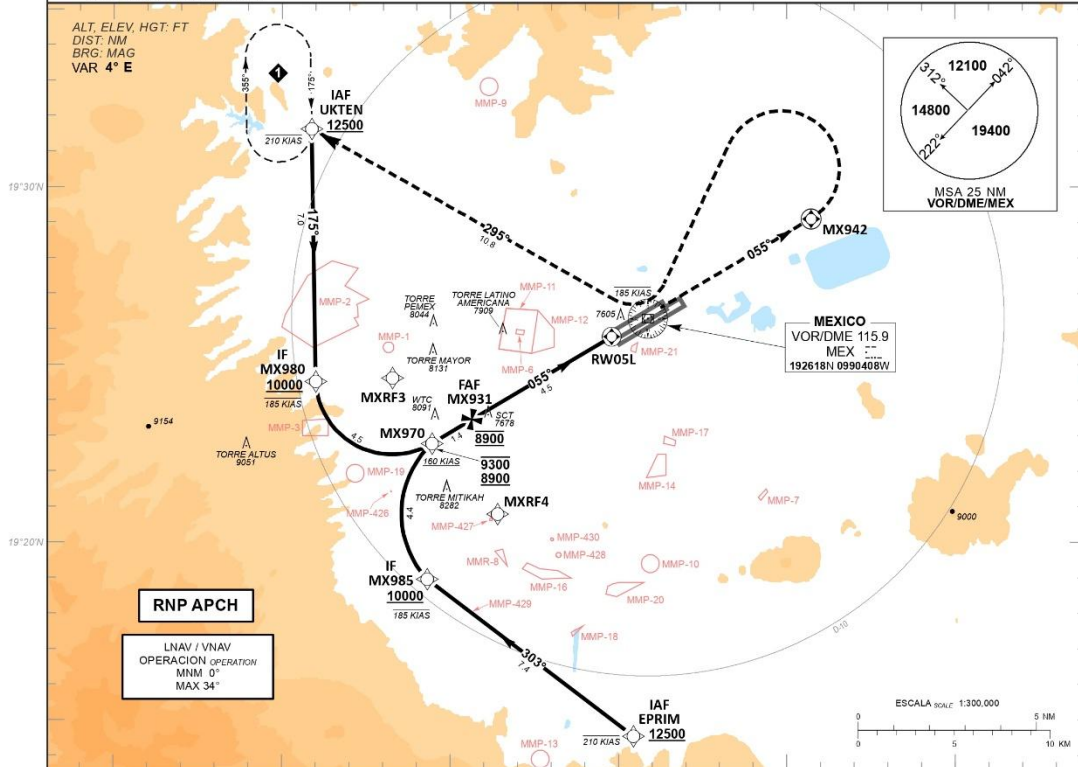 ALT, ELEV, HGT: FT
DIST: NM
BRG: MAG
VAR 4° E
355°
1
175°
IAF
UKTEN
12500
210 KIAS
MMP-9
312°
12100
042°
14800
19400
222°
MSA 25 NM
VOR/DME/MEX
19°30'N
175°
7.0
295°
10.8
MX942
055°
MMP-2
TORRE
PEMEX
8044
TORRE LATINO
AMERICANA
7909
MMP-11
MMP-12
MMP-6
185 KIAS
7605
MMP-1
TORRE MAYOR
8131
RW05L
MMP-21
MEXICO
VOR/DME 115.9
MEX
192618N 0990408W
IF
MX980
10000
185 KIAS
MXRF3
FAF
MX931
055°
4.5
WTC
8091
SCT
7678
8900
9154
MMP-3
TORRE ALTUS
9051
4.5
MX970
1.4
160 KIAS
9300
8900
MMP-17
MMP-14
MMP-19
MMP-426
TORRE MITIKAH
8282
MXRF4
MMP-427
MMP-7
9000
4.4
19°20'N
MMP-430
MMP-428
MMR-8
MMP-16
MMP-10
MMP-20
IF
MX985
10000
185 KIAS
MMP-429
MMP-18
D-10
RNP APCH
LNAV / VNAV
OPERACION OPERATION
MNM 0°
MAX 34°
303°
7.4
IAF
EPRIM
12500
210 KIAS
MMP-13
ESCALA SCALE 1:300,000
0 5 NM
0 5 10 KM